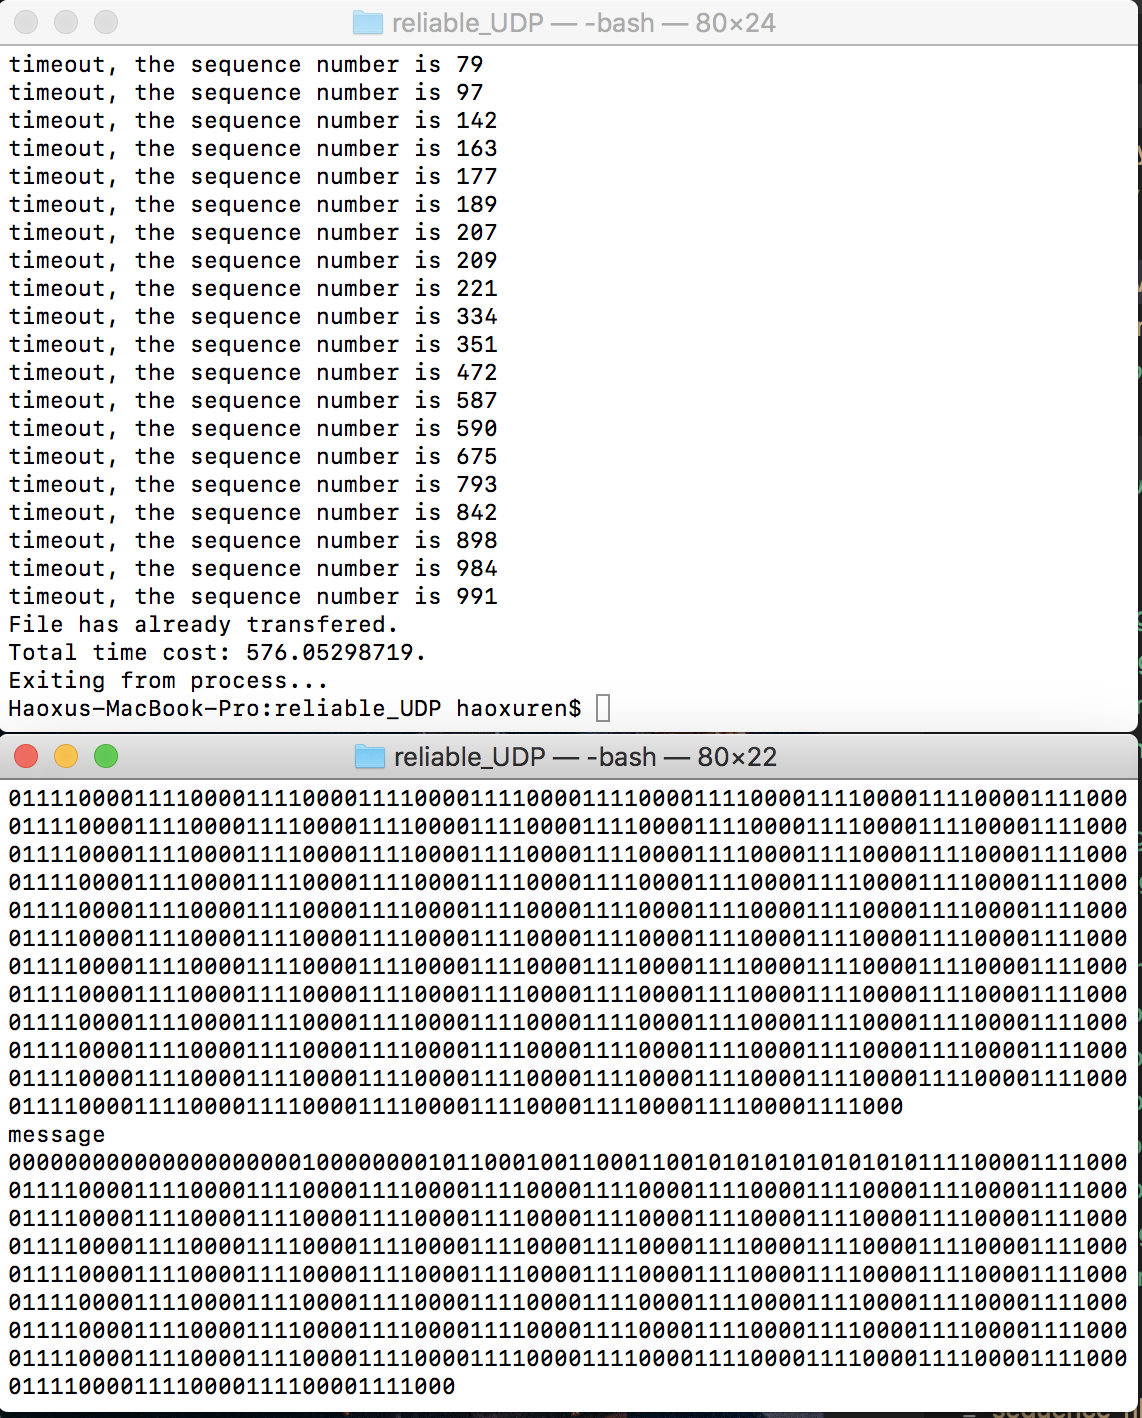 reliable_UDP — -bash — 80×24
timeout, the sequence number is 79
timeout, the sequence number is 97
timeout, the sequence number is 142
timeout, the sequence number is 163
timeout, the sequence number is 177
timeout, the sequence number is 189
timeout, the sequence number is 207
timeout, the sequence number is 209
timeout, the sequence number is 221
timeout, the sequence number is 334
timeout, the sequence number is 351
timeout, the sequence number is 472
timeout, the sequence number is 587
timeout, the sequence number is 590
timeout, the sequence number is 675
timeout, the sequence number is 793
timeout, the sequence number is 842
timeout, the sequence number is 898
timeout, the sequence number is 984
timeout, the sequence number is 991
File has already transfered.
Total time cost: 576.05298719.
Exiting from process...
Haoxus-MacBook-Pro:reliable_UDP haoxuren$
reliable_UDP — -bash — 80×22
01111000011110000111100001111000011110000111100001111000011110000111100001111000
01111000011110000111100001111000011110000111100001111000011110000111100001111000
01111000011110000111100001111000011110000111100001111000011110000111100001111000
01111000011110000111100001111000011110000111100001111000011110000111100001111000
01111000011110000111100001111000011110000111100001111000011110000111100001111000
01111000011110000111100001111000011110000111100001111000011110000111100001111000
01111000011110000111100001111000011110000111100001111000011110000111100001111000
01111000011110000111100001111000011110000111100001111000011110000111100001111000
01111000011110000111100001111000011110000111100001111000011110000111100001111000
01111000011110000111100001111000011110000111100001111000011110000111100001111000
01111000011110000111100001111000011110000111100001111000011110000111100001111000
0111100001111000011110000111100001111000011110000111100001111000
message
00000000000000000000010000000010110001001100011001010101010101010111100001111000
01111000011110000111100001111000011110000111100001111000011110000111100001111000
01111000011110000111100001111000011110000111100001111000011110000111100001111000
01111000011110000111100001111000011110000111100001111000011110000111100001111000
01111000011110000111100001111000011110000111100001111000011110000111100001111000
01111000011110000111100001111000011110000111100001111000011110000111100001111000
01111000011110000111100001111000011110000111100001111000011110000111100001111000
01111000011110000111100001111000011110000111100001111000011110000111100001111000
01111000011110000111100001111000